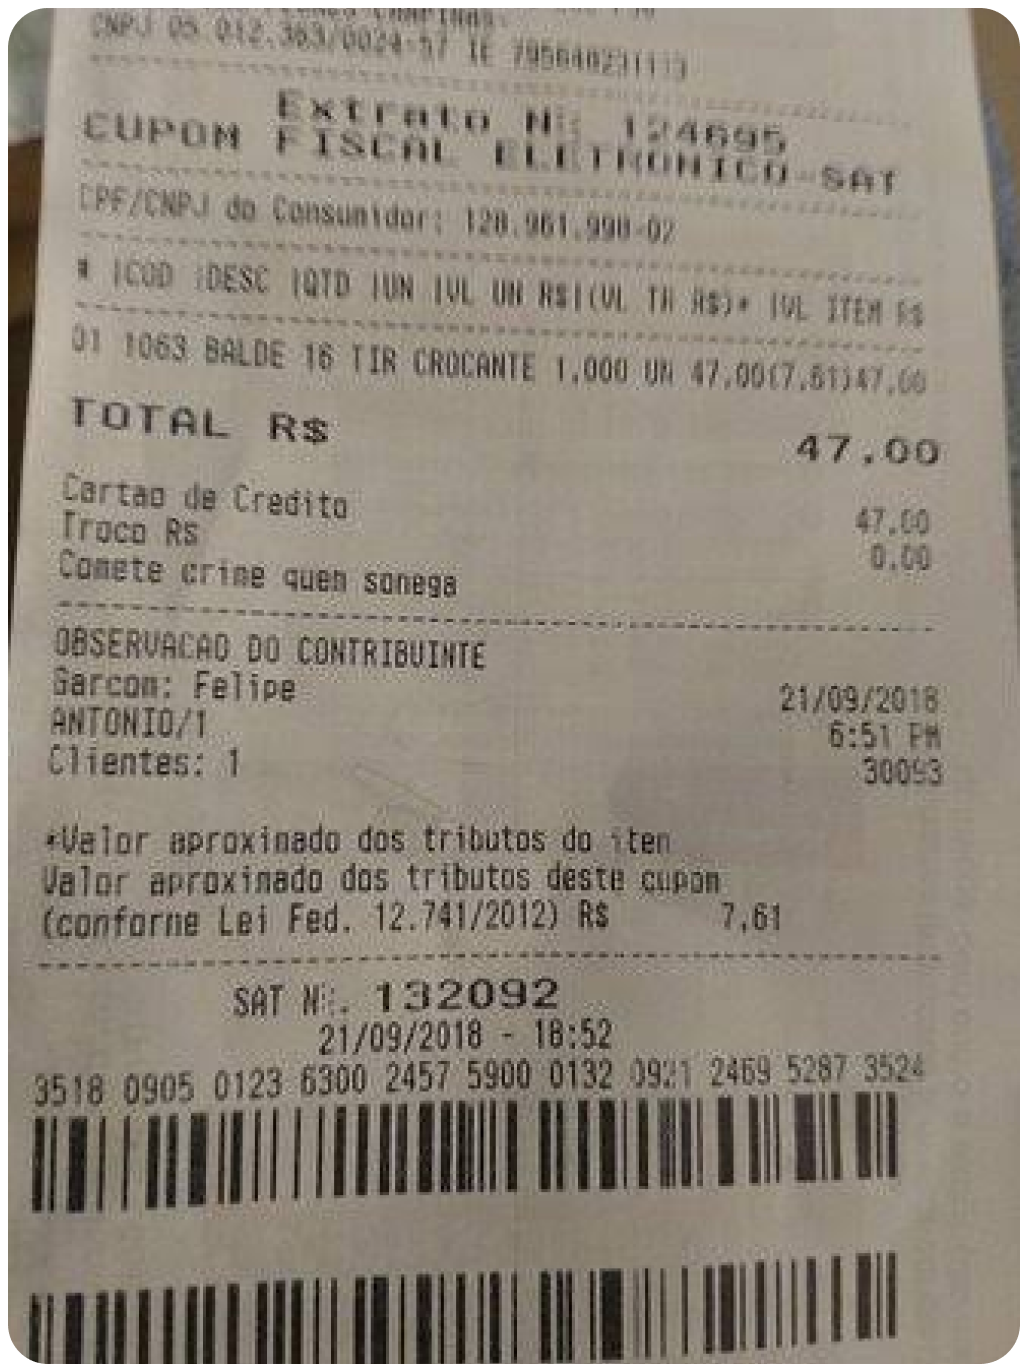 CNPJ 05.012.363/0024-57 IE 795640231113
Extrato Nº. 124695
CUPOM FISCAL ELETRONICO-SAT
CPF/CNPJ do Consumidor: 128.961.998-02
# |COD |DESC |QTD |UN |VL UN R$|(VL TR R$)* |VL ITEM R$
01 1063 BALDE 16 TIR CROCANTE 1,000 UN 47,00(7,61)47,00
TOTAL R$ 47,00
Cartao de Credito 47,00
Troco R$ 0,00
Comete crime quem sonega
OBSERVACAO DO CONTRIBUINTE
Garcom: Felipe 21/09/2018
ANTONIO/1 6:51 PM
Clientes: 1 30093
*Valor aproximado dos tributos do item
Valor aproximado dos tributos deste cupom
(conforme Lei Fed. 12.741/2012) R$ 7,61
SAT Nº. 132092
21/09/2018 - 18:52
3518 0905 0123 6300 2457 5900 0132 0921 2469 5287 3524